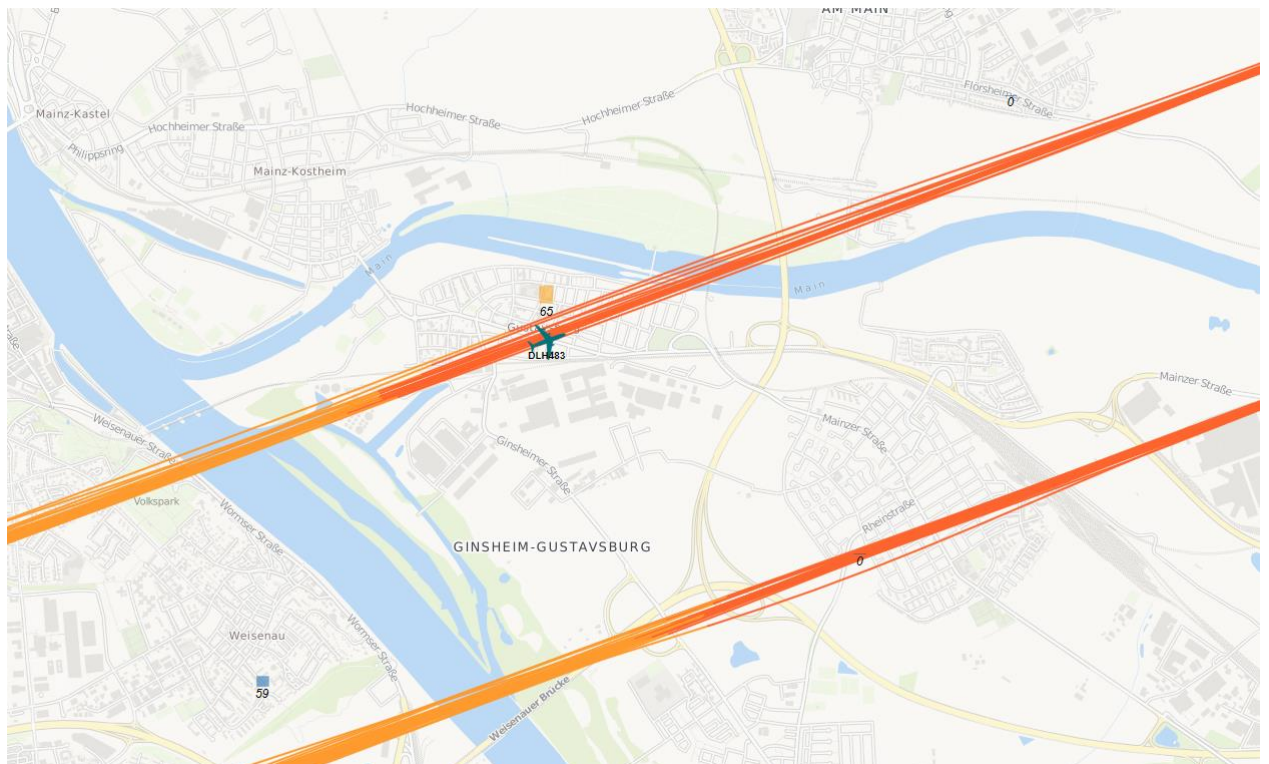 AM MAIN
Flörsheimer Straße
0
Mainz-Kastel
Hochheimer Straße
Hochheimer Straße
Hochheimer Straße
Philippsring
Mainz-Kostheim
Main
Main
65
DLH483
Mainzer Straße
Weisenauer Straße
Mainzer Straße
Ginsheimer Straße
Volkspark
Wormser Straße
Rheinstraße
GINSHEIM-GUSTAVSBURG
0
Weisenau
Wormser Straße
59
Weisenauer Brücke